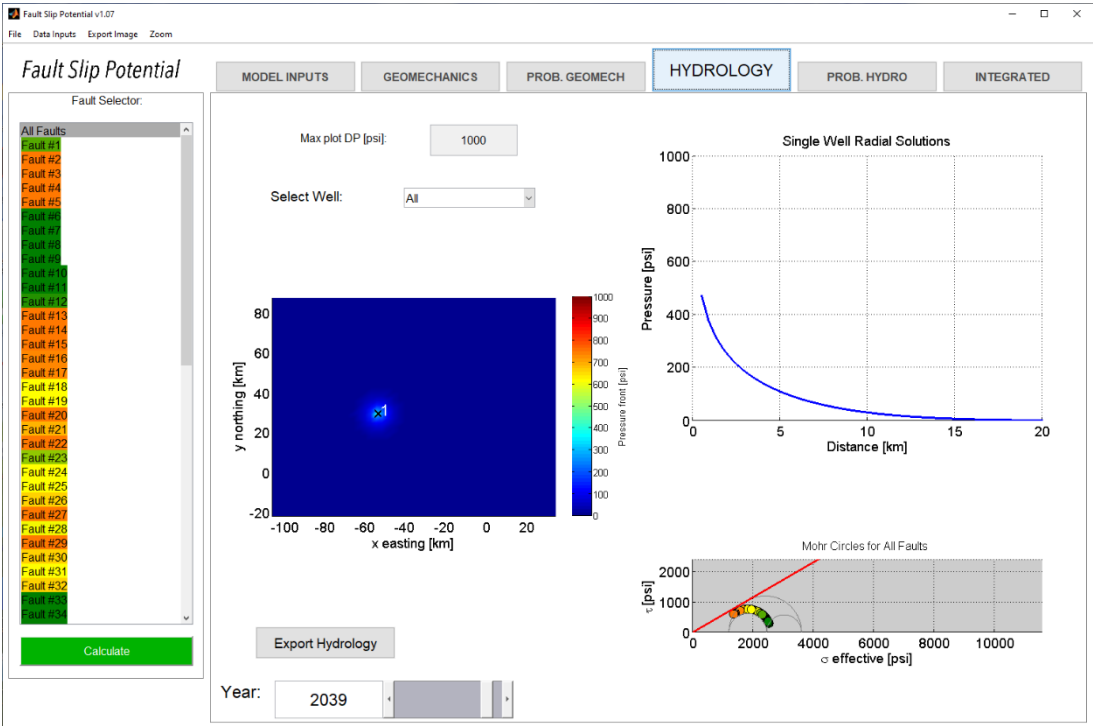 Fault Slip Potential v1.07
File Data Inputs Export Image Zoom
Fault Slip Potential
MODEL INPUTS GEOMECHANICS PROB. GEOMECH HYDROLOGY PROB. HYDRO INTEGRATED
Fault Selector:
All Faults
Fault #1
Fault #2
Fault #3
Fault #4
Fault #5
Fault #6
Fault #7
Fault #8
Fault #9
Fault #10
Fault #11
Fault #12
Fault #13
Fault #14
Fault #15
Fault #16
Fault #17
Fault #18
Fault #19
Fault #20
Fault #21
Fault #22
Fault #23
Fault #24
Fault #25
Fault #26
Fault #27
Fault #28
Fault #29
Fault #30
Fault #31
Fault #32
Fault #33
Fault #34
Calculate
Max plot DP [psi]: 1000
Select Well: All
80
60
40
20
0
-20
y northing [km]
1
-100 -80 -60 -40 -20 0 20
x easting [km]
1000
900
800
700
600
500
400
300
200
100
0
Pressure front [psi]
Export Hydrology
Year: 2039
Single Well Radial Solutions
1000
800
600
400
200
0
Pressure [psi]
0 5 10 15 20
Distance [km]
Mohr Circles for All Faults
2000
1000
0
τ [psi]
0 2000 4000 6000 8000 10000
σ effective [psi]